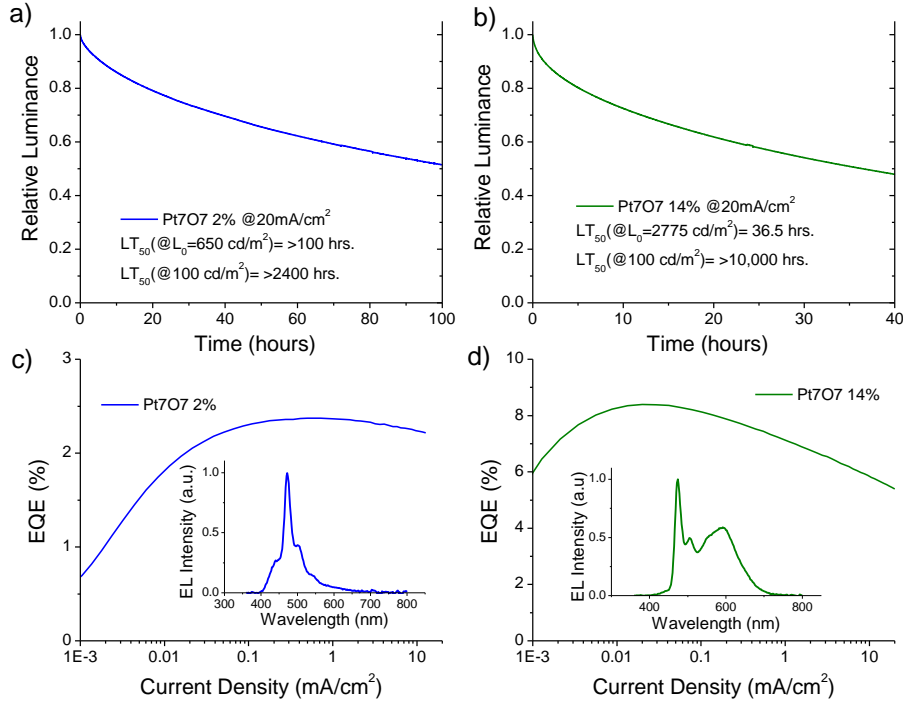 a)
Relative Luminance
1.0
0.8
0.6
0.4
0.2
0.0
Pt7O7 2% @20mA/cm²
LT₅₀(@L₀=650 cd/m²)= >100 hrs.
LT₅₀(@100 cd/m²)= >2400 hrs.
0 20 40 60 80 100
Time (hours)
b)
Relative Luminance
1.0
0.8
0.6
0.4
0.2
0.0
Pt7O7 14% @20mA/cm²
LT₅₀(@L₀=2775 cd/m²)= 36.5 hrs.
LT₅₀(@100 cd/m²)= >10,000 hrs.
0 10 20 30 40
Time (hours)
c)
EQE (%)
3
2
1
0
Pt7O7 2%
EL Intensity (a.u.)
1.0
0.5
0.0
300 400 500 600 700 800
Wavelength (nm)
1E-3 0.01 0.1 1 10
Current Density (mA/cm²)
d)
EQE (%)
10
8
6
4
2
0
Pt7O7 14%
EL Intensity (a.u)
1.0
0.5
0.0
400 600 800
Wavelength (nm)
1E-3 0.01 0.1 1 10
Current Density (mA/cm²)